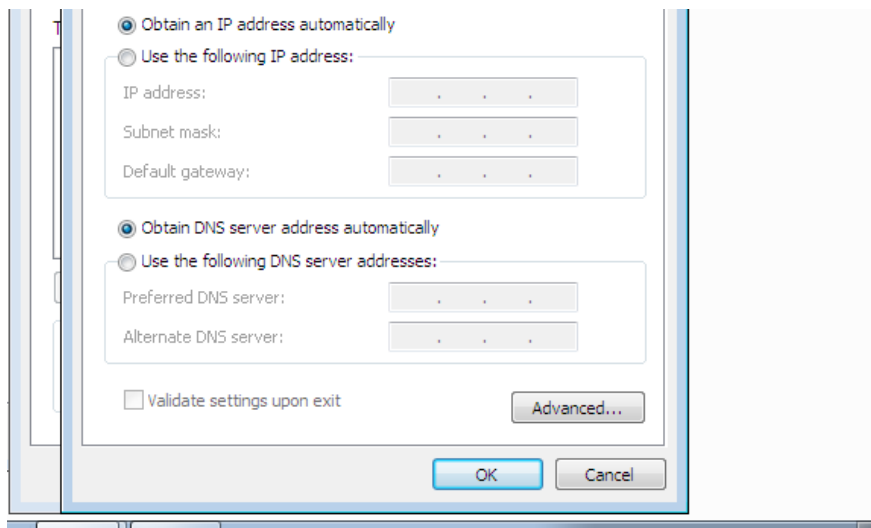 Obtain an IP address automatically
Use the following IP address:
IP address:
. . .
Subnet mask:
. . .
Default gateway:
. . .
Obtain DNS server address automatically
Use the following DNS server addresses:
Preferred DNS server:
. . .
Alternate DNS server:
. . .
Validate settings upon exit
Advanced...
OK
Cancel